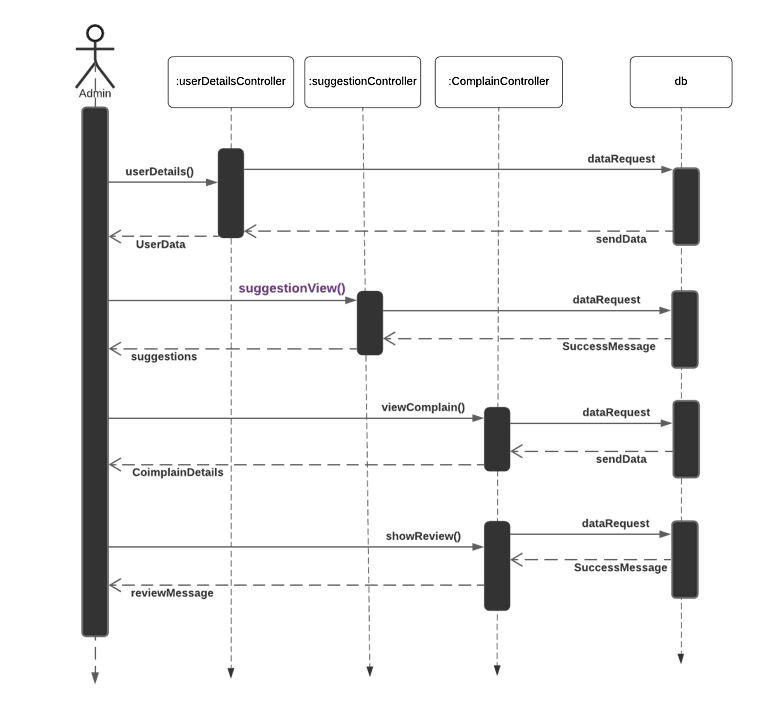 Admin
:userDetailsController
:suggestionController
:ComplainController
db
dataRequest
userDetails()
sendData
UserData
suggestionView()
dataRequest
SuccessMessage
suggestions
viewComplain()
dataRequest
sendData
CoimplainDetails
dataRequest
showReview()
SuccessMessage
reviewMessage